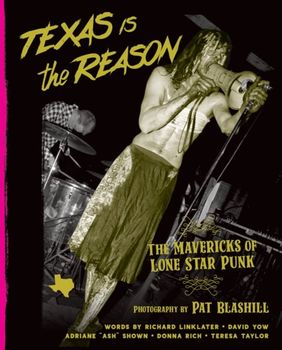 TEXAS IS
the REASON
THE MAVERICKS OF
LONE STAR PUNK
PHOTOGRAPHY BY PAT BLASHILL
WORDS BY RICHARD LINKLATER · DAVID YOW
ADRIANE "ASH" SHOWN · DONNA RICH · TERESA TAYLOR